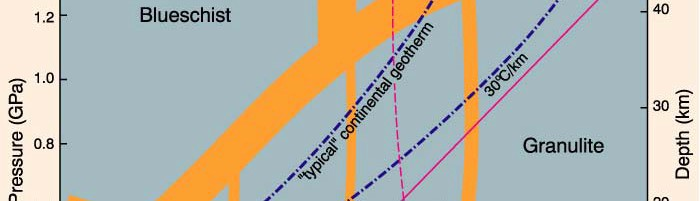 1.2
Blueschist
40
1.0
"typical" continental geotherm
30°C/km
30
0.8
Granulite
Pressure (GPa)
Depth (km)